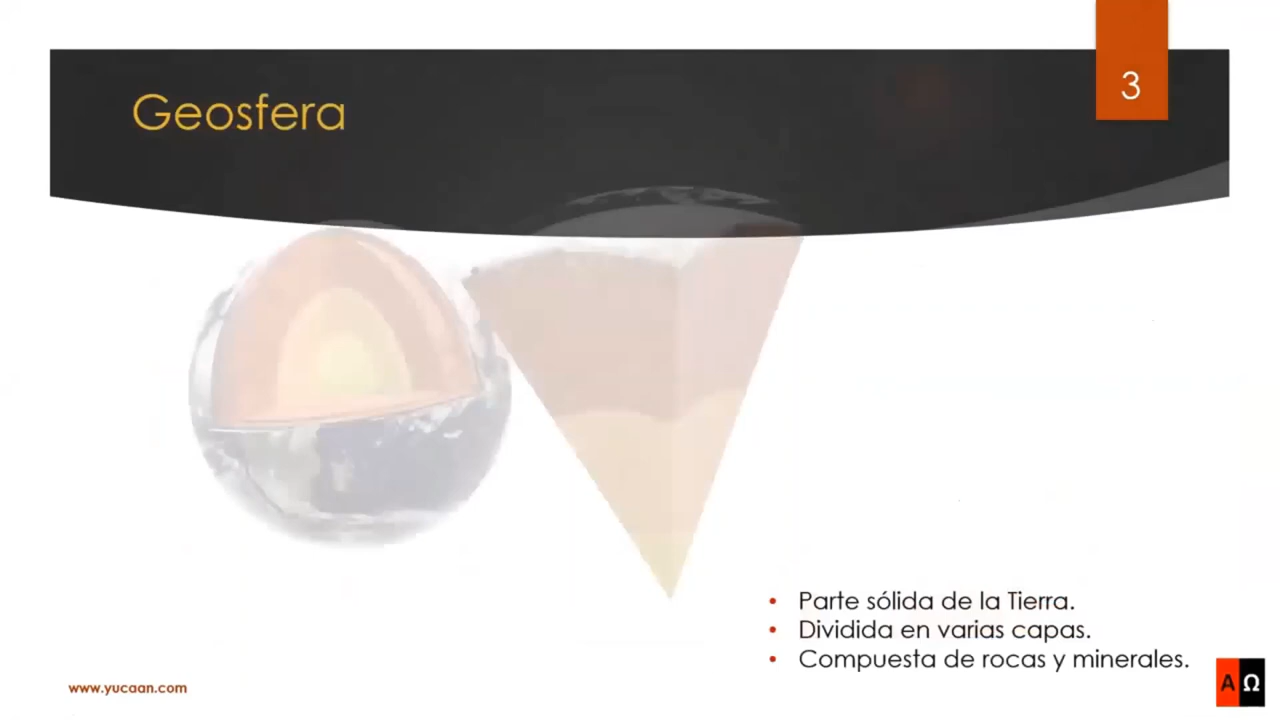 3
Geosfera
• Parte sólida de la Tierra.
• Dividida en varias capas.
• Compuesta de rocas y minerales.
www.yucaan.com
AΩ